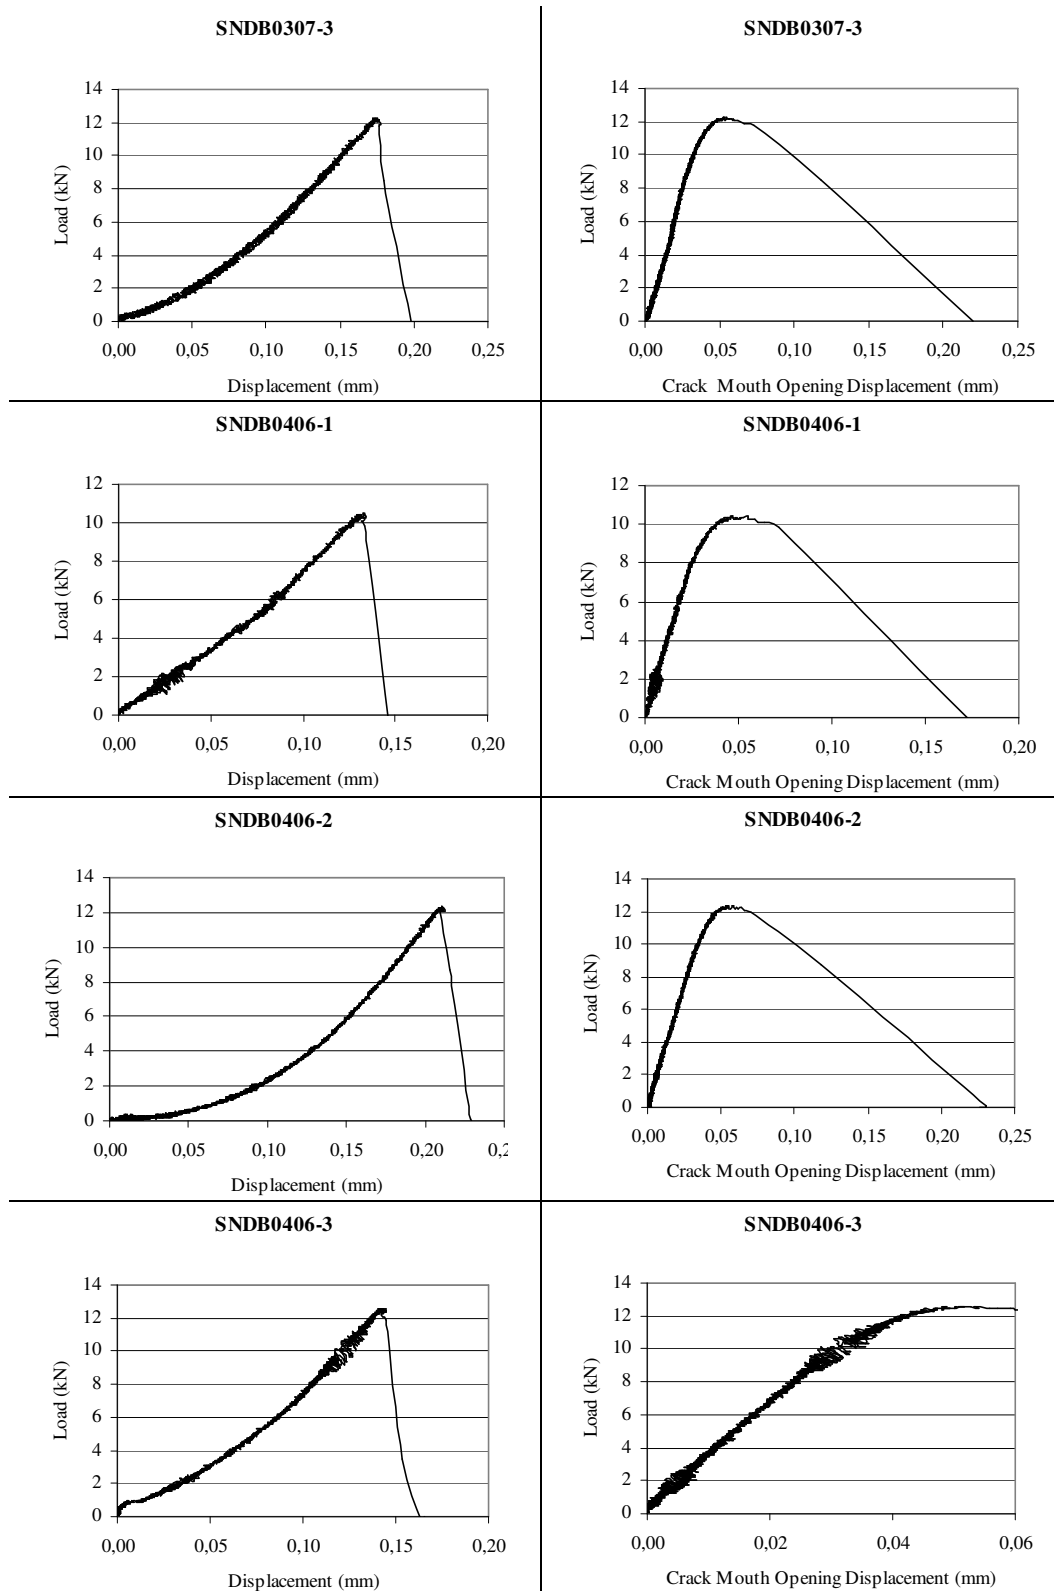 SNDB0307-3
Load (kN)
14
12
10
8
6
4
2
0
0,00 0,05 0,10 0,15 0,20 0,25
Displacement (mm)
SNDB0307-3
Load (kN)
14
12
10
8
6
4
2
0
0,00 0,05 0,10 0,15 0,20 0,25
Crack Mouth Opening Displacement (mm)
SNDB0406-1
Load (kN)
12
10
8
6
4
2
0
0,00 0,05 0,10 0,15 0,20
Displacement (mm)
SNDB0406-1
Load (kN)
12
10
8
6
4
2
0
0,00 0,05 0,10 0,15 0,20
Crack Mouth Opening Displacement (mm)
SNDB0406-2
Load (kN)
14
12
10
8
6
4
2
0
0,00 0,05 0,10 0,15 0,20 0,2
Displacement (mm)
SNDB0406-2
Load (kN)
14
12
10
8
6
4
2
0
0,00 0,05 0,10 0,15 0,20 0,25
Crack Mouth Opening Displacement (mm)
SNDB0406-3
Load (kN)
14
12
10
8
6
4
2
0
0,00 0,05 0,10 0,15 0,20
Displacement (mm)
SNDB0406-3
Load (kN)
14
12
10
8
6
4
2
0
0,00 0,02 0,04 0,06
Crack Mouth Opening Displacement (mm)